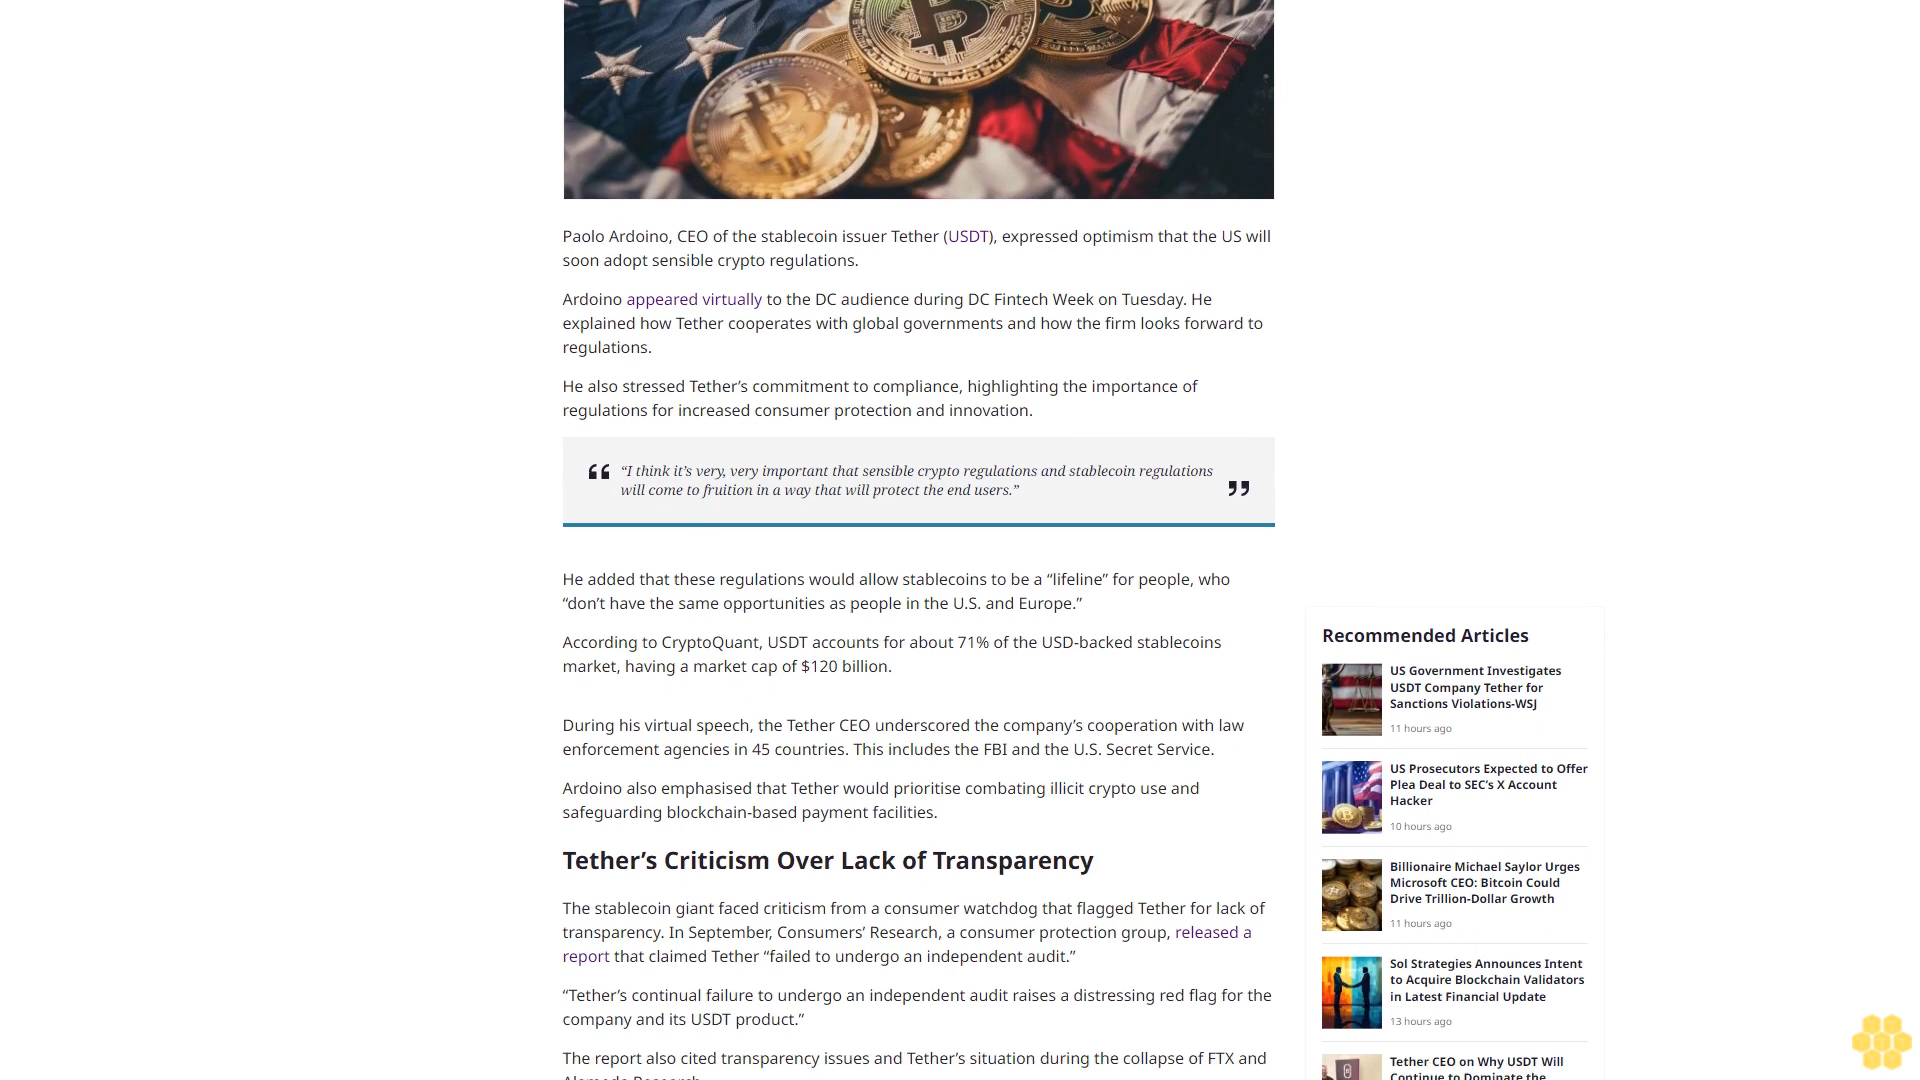 Paolo Ardoino, CEO of the stablecoin issuer Tether (USDT), expressed optimism that the US will
soon adopt sensible crypto regulations.
Ardoino appeared virtually to the DC audience during DC Fintech Week on Tuesday. He
explained how Tether cooperates with global governments and how the firm looks forward to
regulations.
He also stressed Tether’s commitment to compliance, highlighting the importance of
regulations for increased consumer protection and innovation.
“I think it’s very, very important that sensible crypto regulations and stablecoin regulations
will come to fruition in a way that will protect the end users.”
He added that these regulations would allow stablecoins to be a “lifeline” for people, who
“don’t have the same opportunities as people in the U.S. and Europe.”
According to CryptoQuant, USDT accounts for about 71% of the USD-backed stablecoins
market, having a market cap of $120 billion.
During his virtual speech, the Tether CEO underscored the company’s cooperation with law
enforcement agencies in 45 countries. This includes the FBI and the U.S. Secret Service.
Ardoino also emphasised that Tether would prioritise combating illicit crypto use and
safeguarding blockchain-based payment facilities.
Tether’s Criticism Over Lack of Transparency
The stablecoin giant faced criticism from a consumer watchdog that flagged Tether for lack of
transparency. In September, Consumers’ Research, a consumer protection group, released a
report that claimed Tether “failed to undergo an independent audit.”
“Tether’s continual failure to undergo an independent audit raises a distressing red flag for the
company and its USDT product.”
The report also cited transparency issues and Tether’s situation during the collapse of FTX and
Alameda Research.
Recommended Articles
US Government Investigates
USDT Company Tether for
Sanctions Violations-WSJ
11 hours ago
US Prosecutors Expected to Offer
Plea Deal to SEC’s X Account
Hacker
10 hours ago
Billionaire Michael Saylor Urges
Microsoft CEO: Bitcoin Could
Drive Trillion-Dollar Growth
11 hours ago
Sol Strategies Announces Intent
to Acquire Blockchain Validators
in Latest Financial Update
13 hours ago
Tether CEO on Why USDT Will
Continue to Dominate the